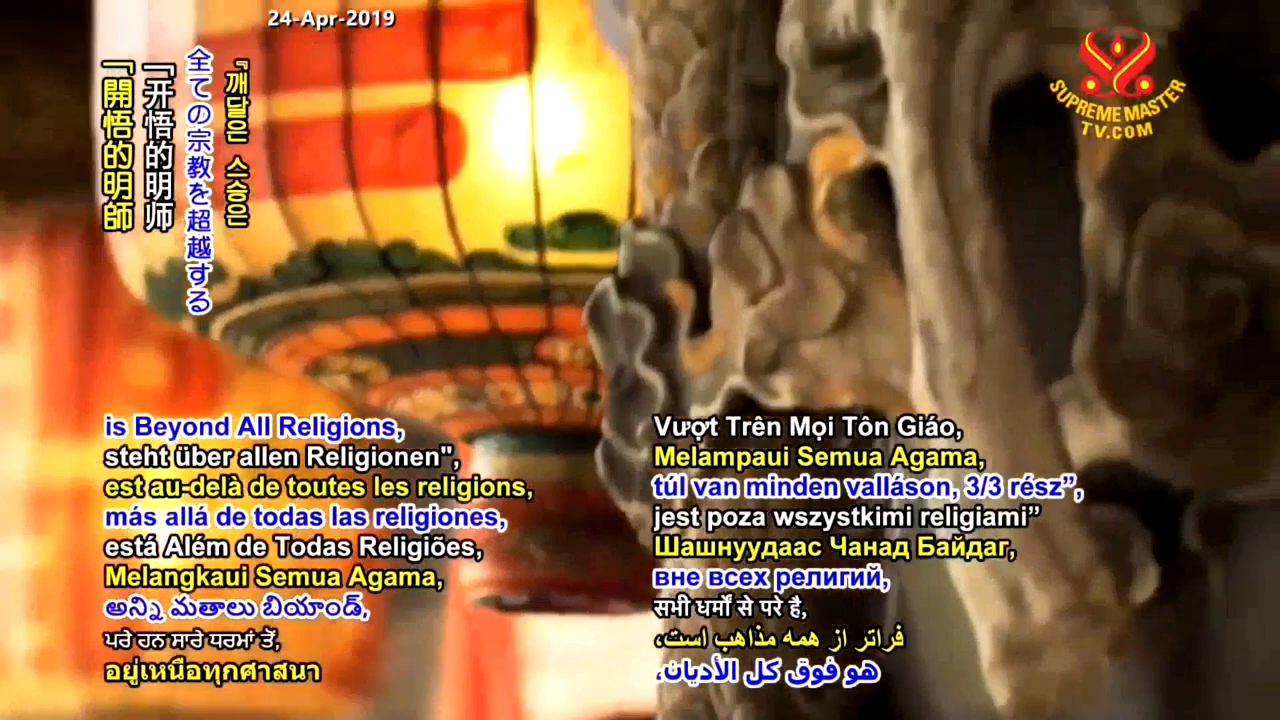 24-Apr-2019
SUPREME MASTER
TV.COM
『깨달은 스승은
全ての宗教を超越する
「开悟的明师
「開悟的明師
is Beyond All Religions,
steht über allen Religionen",
est au-delà de toutes les religions,
más allá de todas las religiones,
está Além de Todas Religiões,
Melangkaui Semua Agama,
అన్ని మతాలు బియాండ్,
ਪਰੇ ਹਨ ਸਾਰੇ ਧਰਮਾਂ ਤੋਂ,
อยู่เหนือทุกศาสนา
Vượt Trên Mọi Tôn Giáo,
Melampaui Semua Agama,
túl van minden valláson, 3/3 rész”,
jest poza wszystkimi religiami”
Шашнуудаас Чанад Байдаг,
вне всех религий,
सभी धर्मों से परे है,
فراتر از همه مذاهب است،
هو فوق كل الأديان،